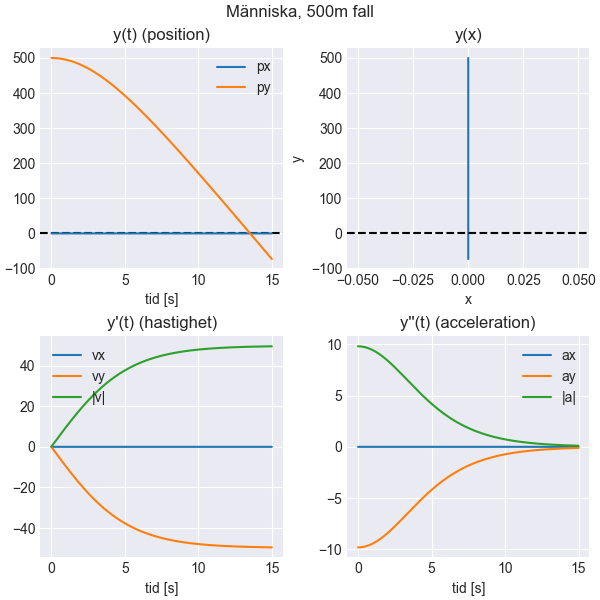 Människa, 500m fall
y(t) (position)
500
400
300
200
100
0
−100
0 5 10 15
tid [s]
px
py
y(x)
500
400
300
200
100
0
−100
y
−0.050 −0.025 0.000 0.025 0.050
x
y'(t) (hastighet)
40
20
0
−20
−40
0 5 10 15
tid [s]
vx
vy
|v|
y''(t) (acceleration)
10
5
0
−5
−10
0 5 10 15
tid [s]
ax
ay
|a|